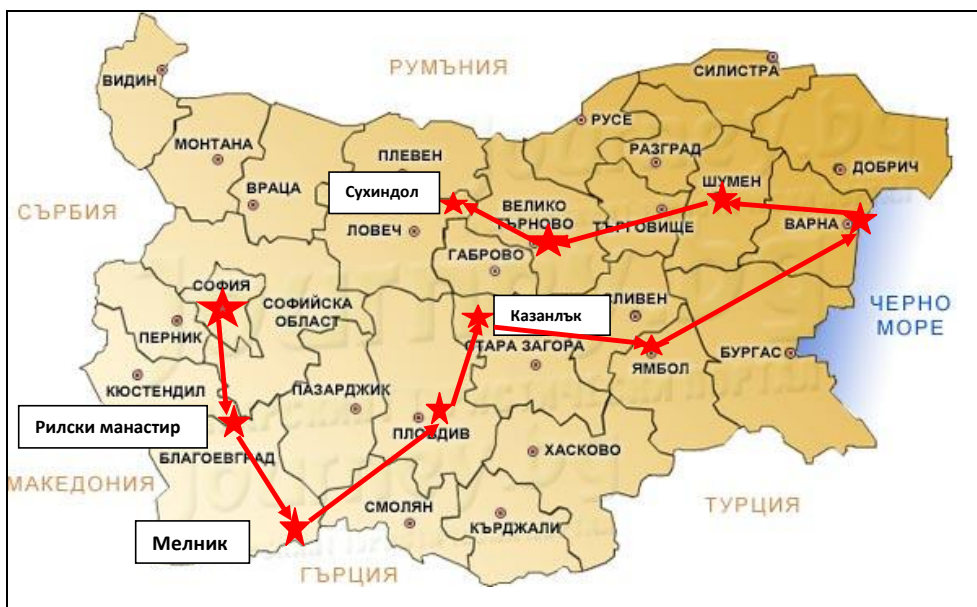 РУМЪНИЯ
СИЛИСТРА
ВИДИН
РУСЕ
МОНТАНА
ПЛЕВЕН
РАЗГРАД
ДОБРИЧ
ШУМЕН
ВРАЦА
Сухиндол
ВЕЛИКО
ТЪРНОВО
СЪРБИЯ
ЛОВЕЧ
ТЪРГОВИЩЕ
ВАРНА
ГАБРОВО
СОФИЯ
СОФИЙСКА
ОБЛАСТ
СЛИВЕН
ЧЕРНО
МОРЕ
Казанлък
ПЕРНИК
СТАРА ЗАГОРА
ЯМБОЛ
БУРГАС
КЮСТЕНДИЛ
ПАЗАРДЖИК
Рилски манастир
ПЛОВДИВ
ХАСКОВО
БЛАГОЕВГРАД
МАКЕДОНИЯ
СМОЛЯН
ТУРЦИЯ
КЪРДЖАЛИ
Мелник
ГЪРЦИЯ